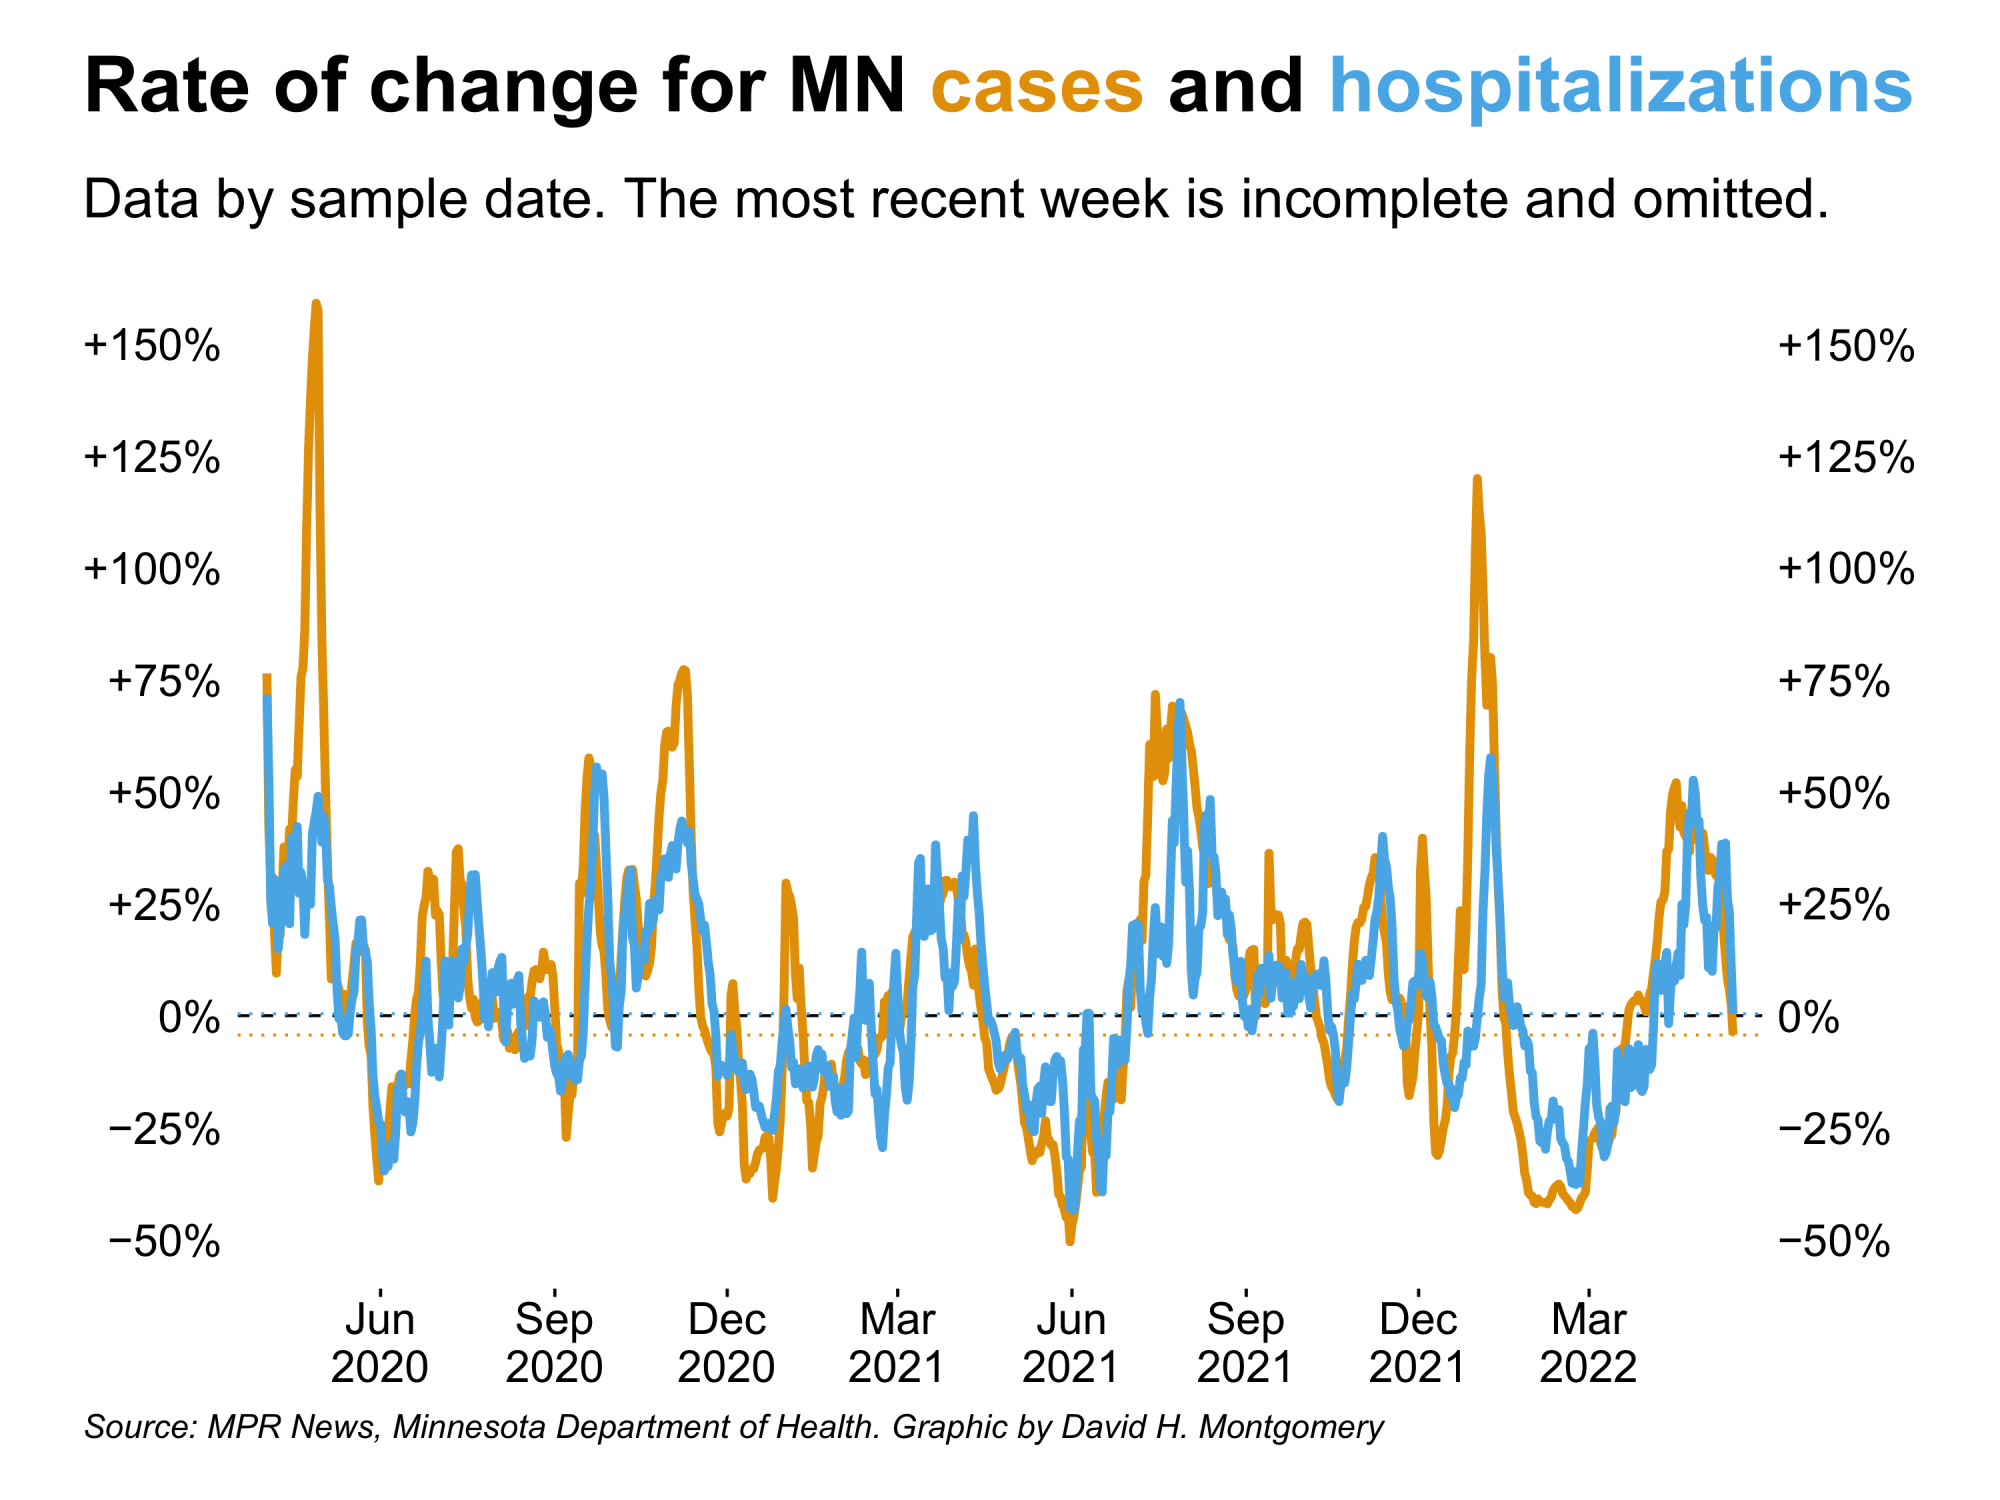 Rate of change for MN cases and hospitalizations
Data by sample date. The most recent week is incomplete and omitted.
+150% +150%
+125% +125%
+100% +100%
+75% +75%
+50% +50%
+25% +25%
0% 0%
−25% −25%
−50% −50%
Jun Sep Dec Mar Jun Sep Dec Mar
2020 2020 2020 2021 2021 2021 2021 2022
Source: MPR News, Minnesota Department of Health. Graphic by David H. Montgomery